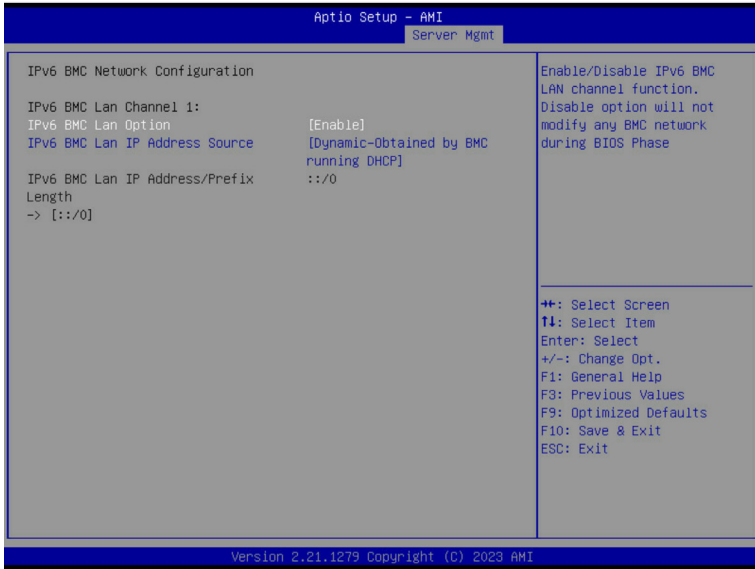 Aptio Setup – AMI
Server Mgmt
IPv6 BMC Network Configuration
IPv6 BMC Lan Channel 1:
IPv6 BMC Lan Option [Enable]
IPv6 BMC Lan IP Address Source [Dynamic-Obtained by BMC
running DHCP]
IPv6 BMC Lan IP Address/Prefix ::/0
Length
-> [::/0]
Enable/Disable IPv6 BMC
LAN channel function.
Disable option will not
modify any BMC network
during BIOS Phase
→←: Select Screen
↑↓: Select Item
Enter: Select
+/-: Change Opt.
F1: General Help
F3: Previous Values
F9: Optimized Defaults
F10: Save & Exit
ESC: Exit
Version 2.21.1279 Copyright (C) 2023 AMI